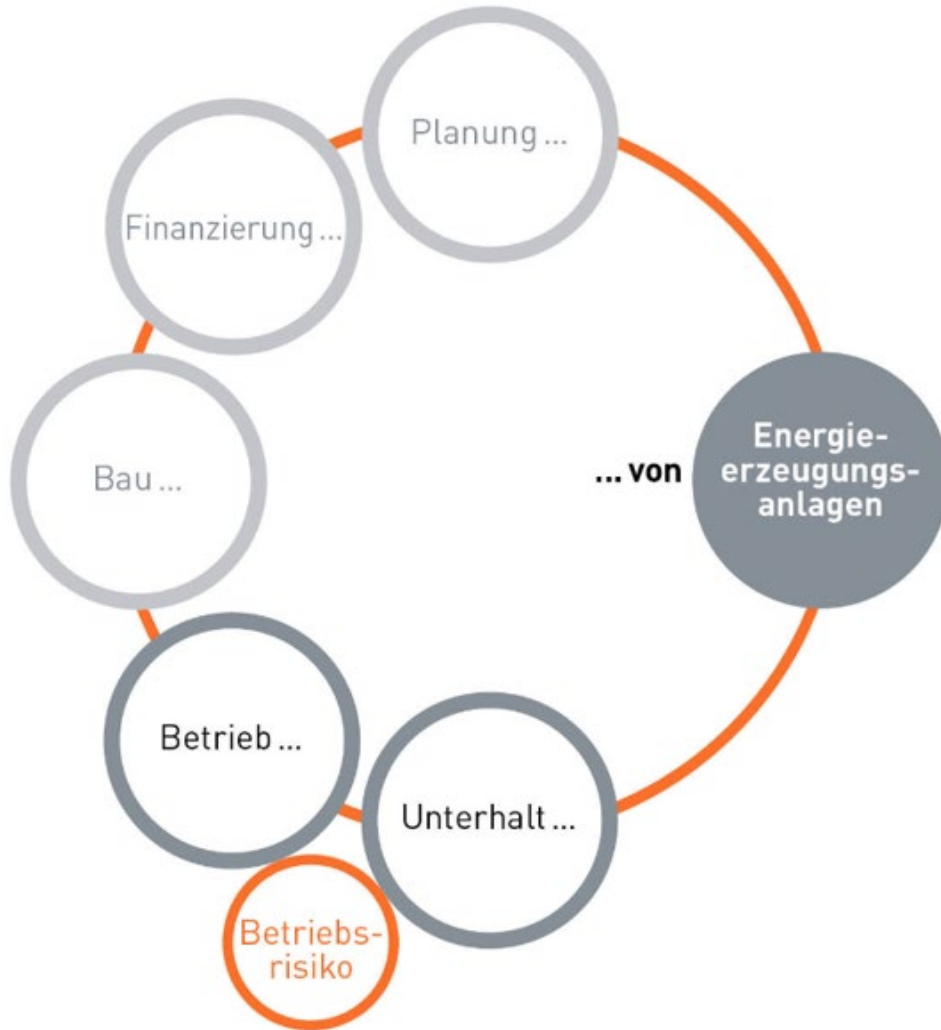 Planung ...
Finanzierung ...
Bau ...
Betrieb ...
Unterhalt ...
Betriebs-
risiko
... von
Energie-
erzeugungs-
anlagen